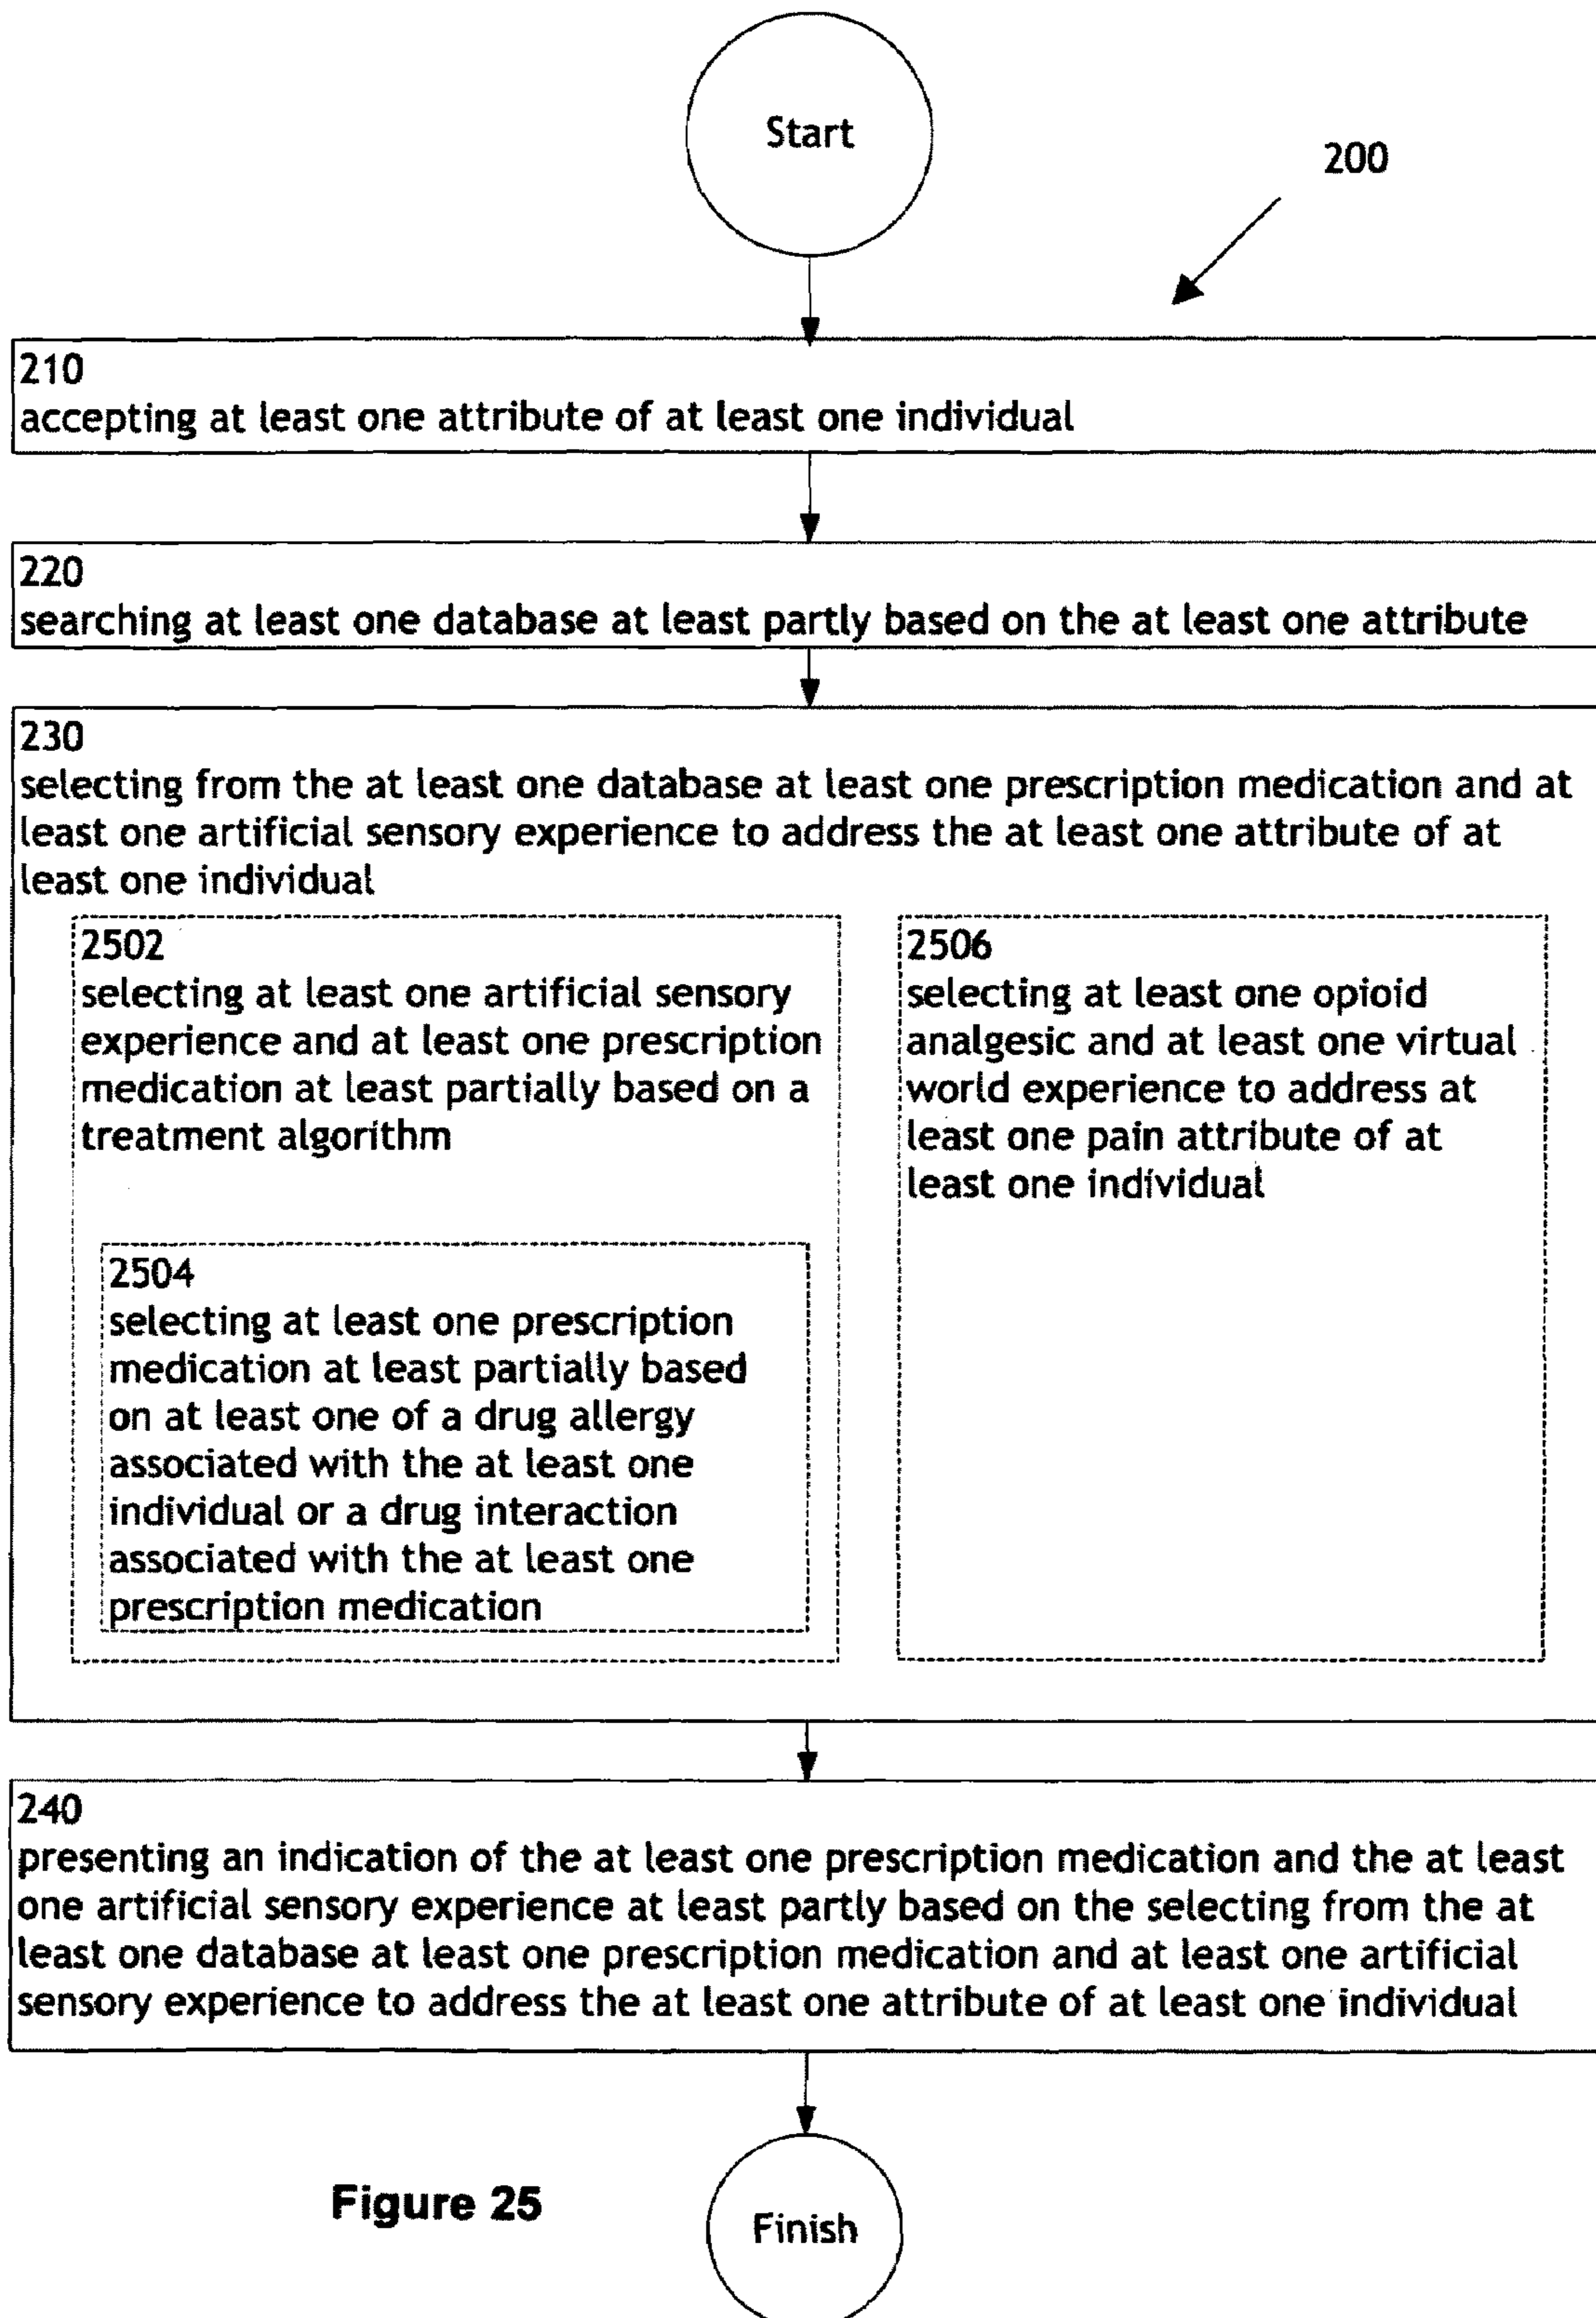 Start
200
210
accepting at least one attribute of at least one individual
220
searching at least one database at least partly based on the at least one attribute
230
selecting from the at least one database at least one prescription medication and at
least one artificial sensory experience to address the at least one attribute of at
least one individual
2502
selecting at least one artificial sensory
experience and at least one prescription
medication at least partially based on a
treatment algorithm
2504
selecting at least one prescription
medication at least partially based
on at least one of a drug allergy
associated with the at least one
individual or a drug interaction
associated with the at least one
prescription medication
2506
selecting at least one opioid
analgesic and at least one virtual
world experience to address at
least one pain attribute of at
least one individual
240
presenting an indication of the at least one prescription medication and the at least
one artificial sensory experience at least partly based on the selecting from the at
least one database at least one prescription medication and at least one artificial
sensory experience to address the at least one attribute of at least one individual
Figure 25
Finish